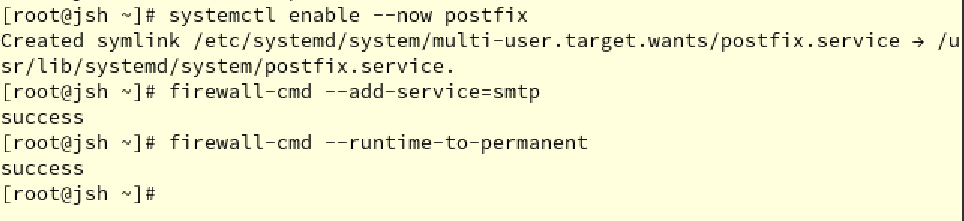 [root@jsh ~]# systemctl enable --now postfix
Created symlink /etc/systemd/system/multi-user.target.wants/postfix.service → /u
sr/lib/systemd/system/postfix.service.
[root@jsh ~]# firewall-cmd --add-service=smtp
success
[root@jsh ~]# firewall-cmd --runtime-to-permanent
success
[root@jsh ~]#